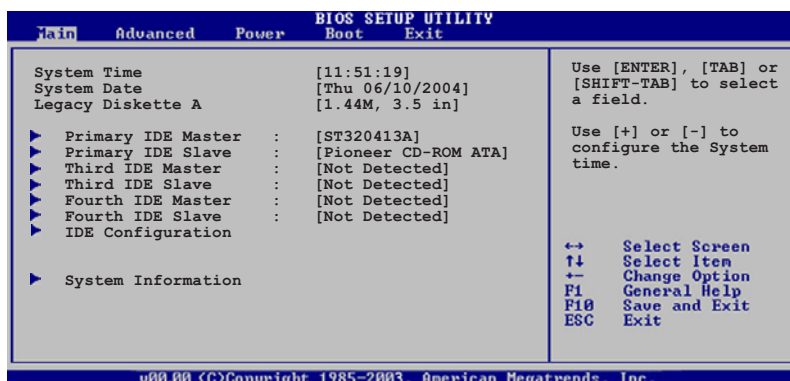 BIOS SETUP UTILITY
Main Advanced Power Boot Exit
System Time [11:51:19]
System Date [Thu 06/10/2004]
Legacy Diskette A [1.44M, 3.5 in]
Primary IDE Master : [ST320413A]
Primary IDE Slave : [Pioneer CD-ROM ATA]
Third IDE Master : [Not Detected]
Third IDE Slave : [Not Detected]
Fourth IDE Master : [Not Detected]
Fourth IDE Slave : [Not Detected]
IDE Configuration
System Information
Use [ENTER], [TAB] or
[SHIFT-TAB] to select
a field.
Use [+] or [-] to
configure the System
time.
↔ Select Screen
↑↓ Select Item
+- Change Option
F1 General Help
F10 Save and Exit
ESC Exit
v00.00 (C)Copyright 1985-2003, American Megatrends, Inc.